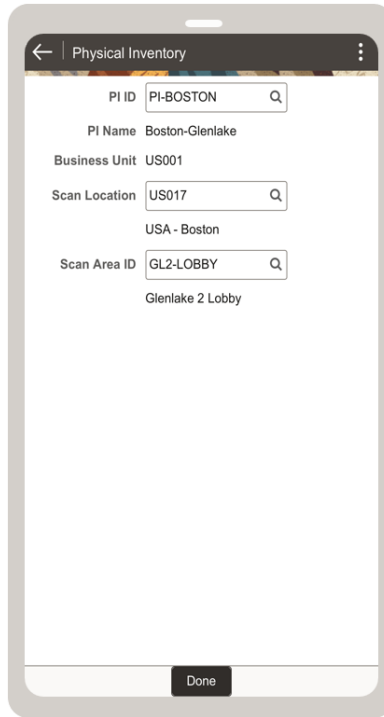 Physical Inventory
PI ID PI-BOSTON
PI Name Boston-Glenlake
Business Unit US001
Scan Location US017
USA - Boston
Scan Area ID GL2-LOBBY
Glenlake 2 Lobby
Done